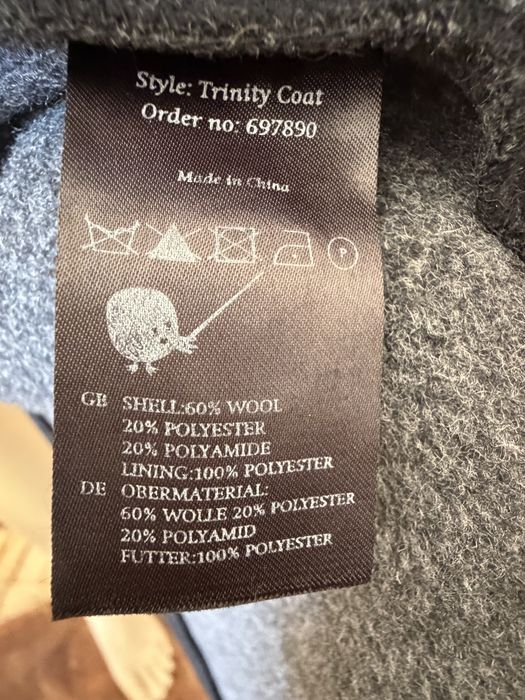 Style: Trinity Coat
Order no: 697890
Made in China
P
GB SHELL:60% WOOL
20% POLYESTER
20% POLYAMIDE
LINING:100% POLYESTER
DE OBERMATERIAL:
60% WOLLE 20% POLYESTER
20% POLYAMID
FUTTER:100% POLYESTER